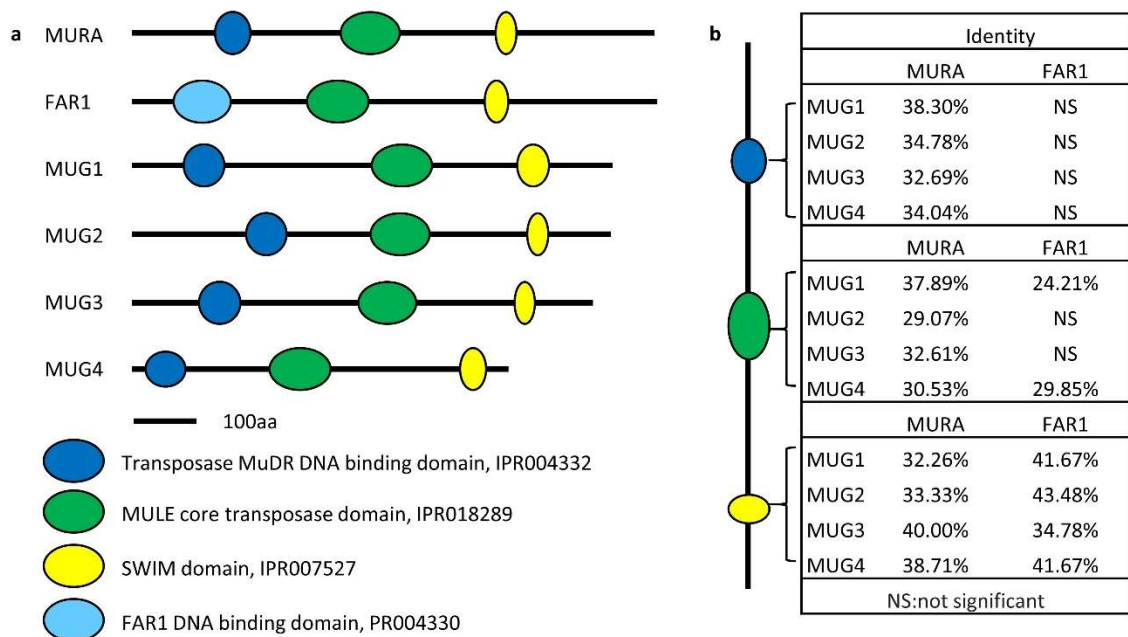 a
MURA
FAR1
MUG1
MUG2
MUG3
MUG4
100aa
Transposase MuDR DNA binding domain, IPR004332
MULE core transposase domain, IPR018289
SWIM domain, IPR007527
FAR1 DNA binding domain, PR004330
b
Identity
MURA FAR1
MUG1 38.30% NS
MUG2 34.78% NS
MUG3 32.69% NS
MUG4 34.04% NS
MURA FAR1
MUG1 37.89% 24.21%
MUG2 29.07% NS
MUG3 32.61% NS
MUG4 30.53% 29.85%
MURA FAR1
MUG1 32.26% 41.67%
MUG2 33.33% 43.48%
MUG3 40.00% 34.78%
MUG4 38.71% 41.67%
NS:not significant